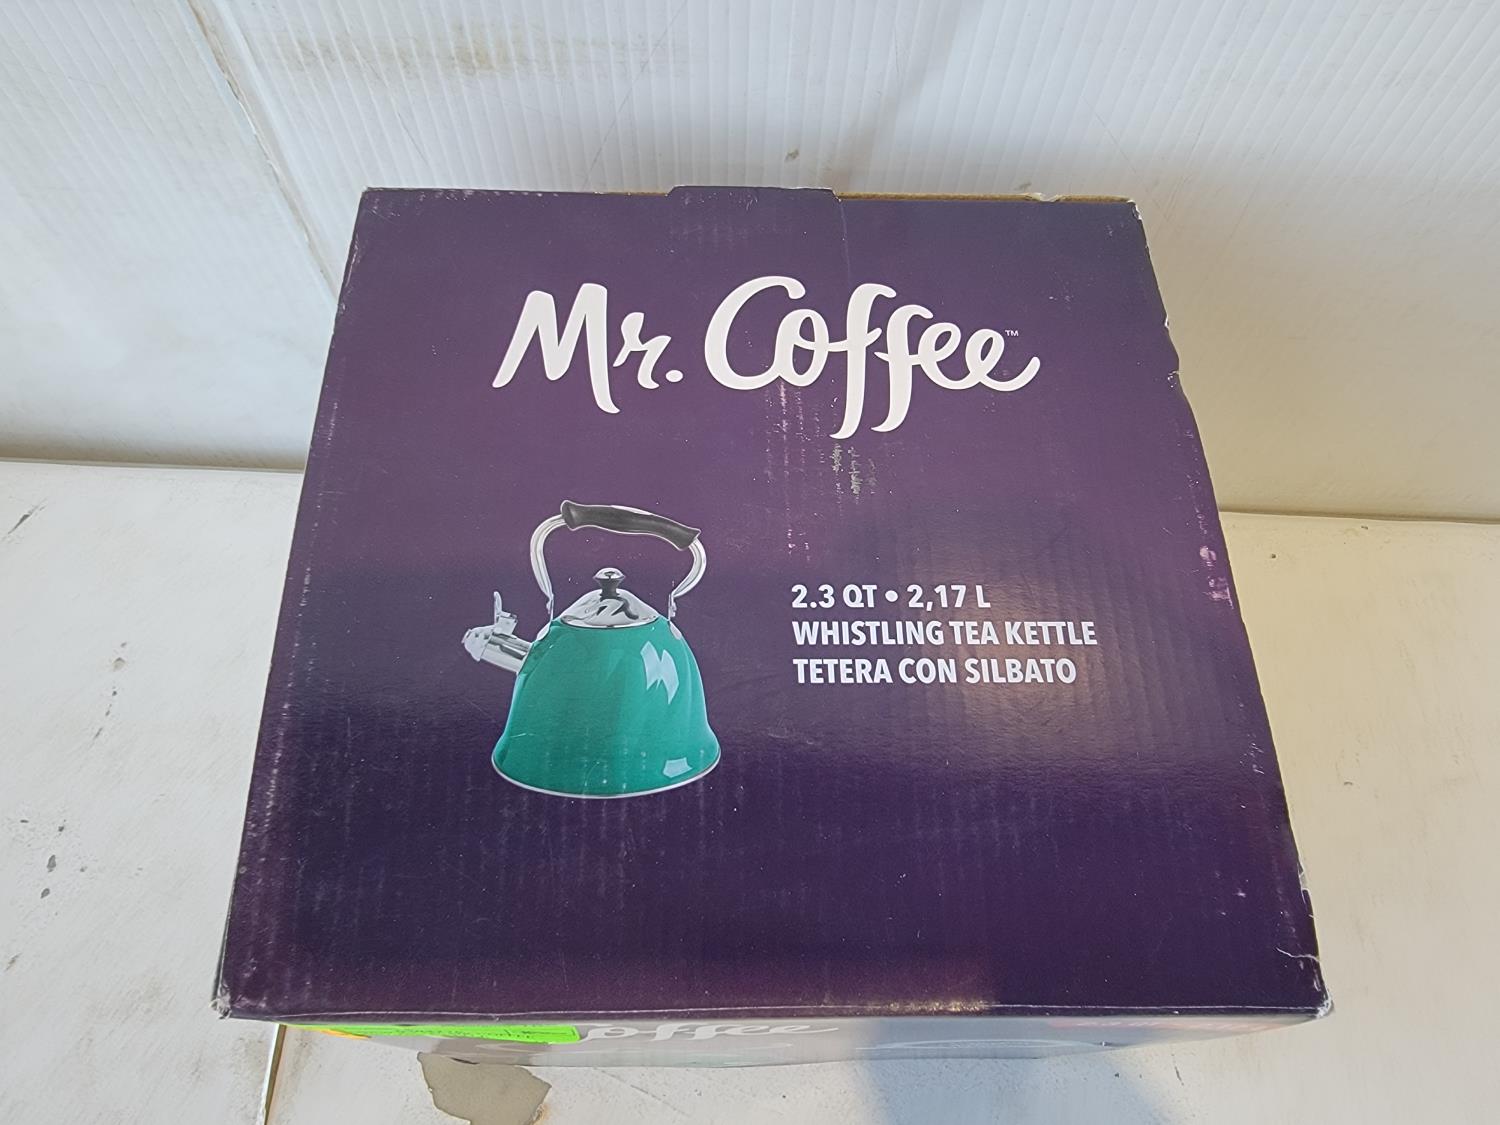 Mr. Coffee™
2.3 QT • 2,17 L
WHISTLING TEA KETTLE
TETERA CON SILBATO